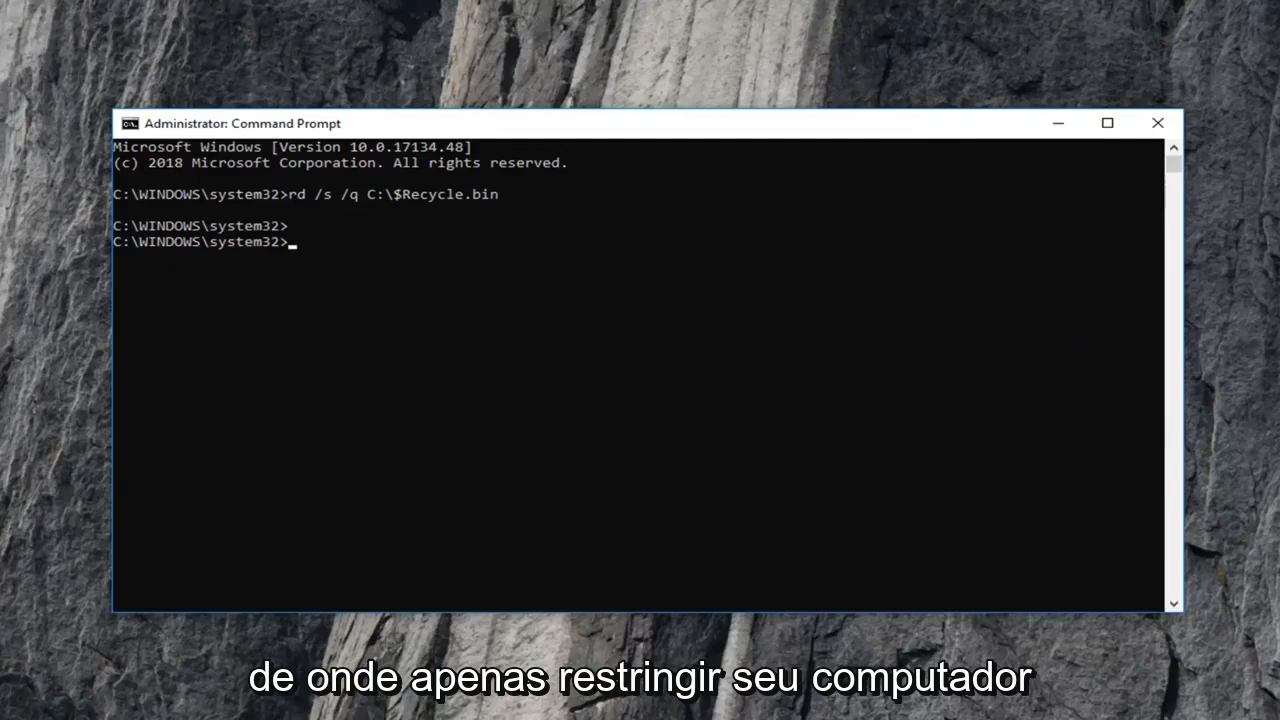 Administrator: Command Prompt
Microsoft Windows [Version 10.0.17134.48]
(c) 2018 Microsoft Corporation. All rights reserved.
C:\WINDOWS\system32>rd /s /q C:\$Recycle.bin
C:\WINDOWS\system32>
C:\WINDOWS\system32>
de onde apenas restringir seu computador